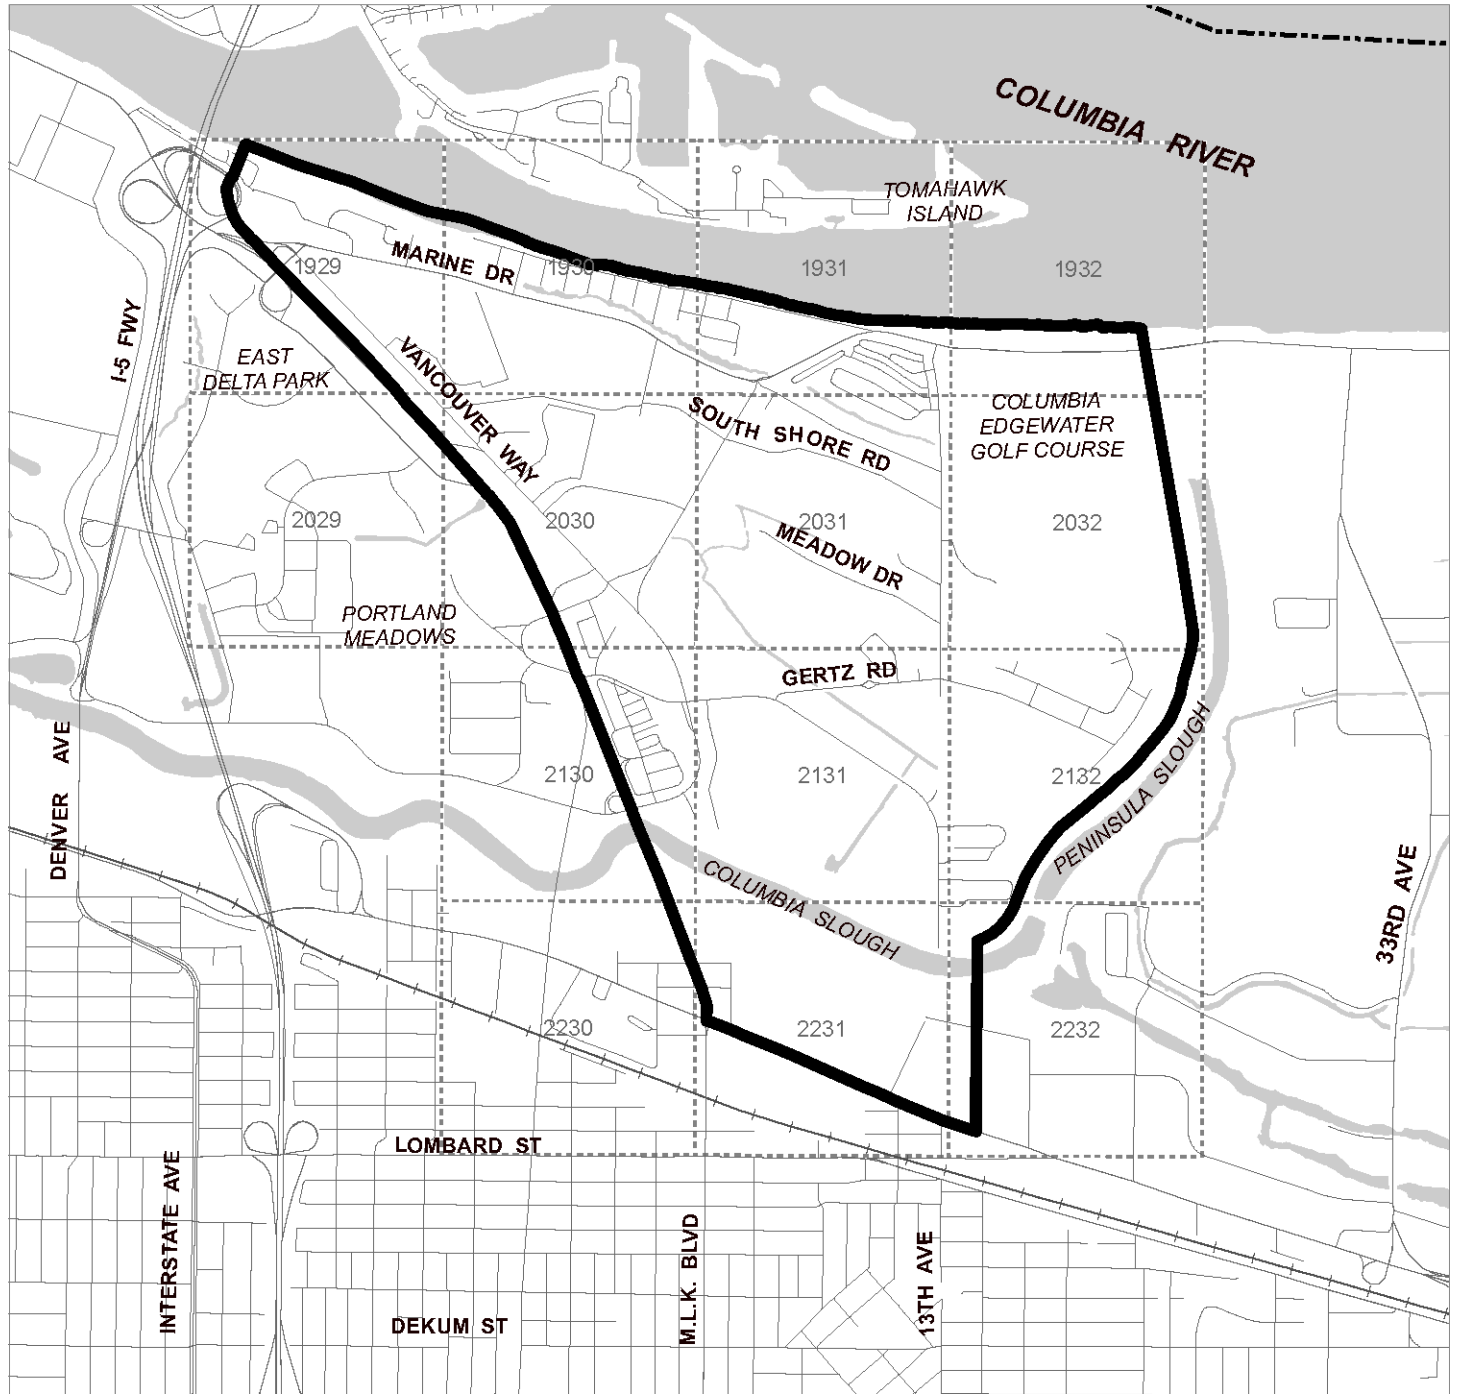 COLUMBIA RIVER
TOMAHAWK
ISLAND
MARINE DR
1929
1930
1931
1932
I-5 FWY
EAST
DELTA PARK
VANCOUVER WAY
SOUTH SHORE RD
COLUMBIA
EDGEWATER
GOLF COURSE
2029
2030
2031
2032
MEADOW DR
PORTLAND
MEADOWS
GERTZ RD
DENVER AVE
2130
2131
2132
PENINSULA SLOUGH
COLUMBIA SLOUGH
33RD AVE
2230
2231
2232
LOMBARD ST
INTERSTATE AVE
M.L.K. BLVD
13TH AVE
DEKUM ST